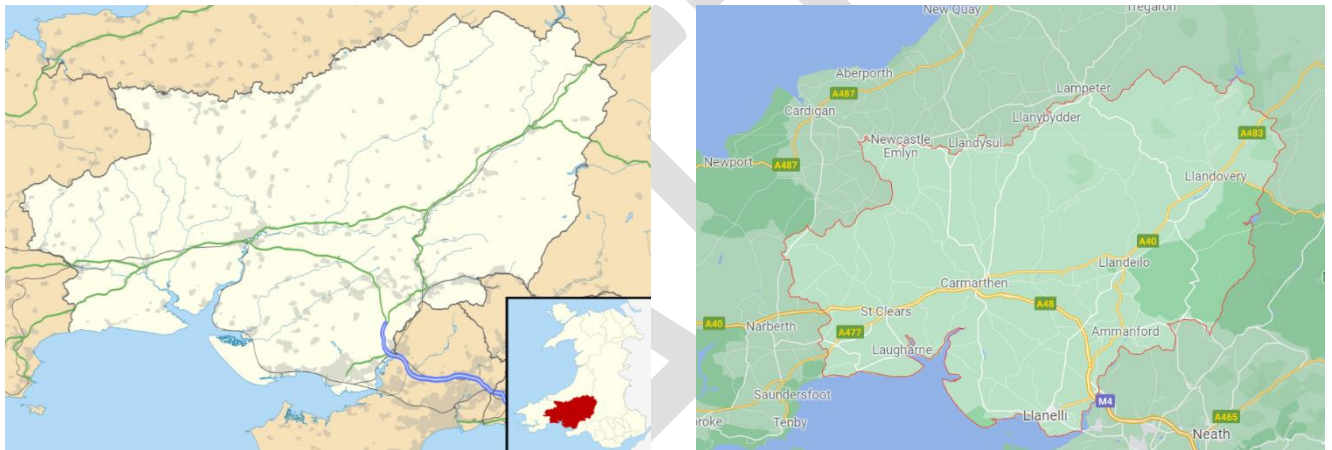 New Quay
Tregaron
Aberporth
A487
Cardigan
Lampeter
Llanybydder
Newcastle
Emlyn
Llandysul
A483
Newport
A487
Llandovery
A40
Llandeilo
Carmarthen
A48
St Clears
A40
Narberth
A477
Ammanford
Laugharne
Saundersfoot
M4
Llanelli
A465
broke
Tenby
Neath